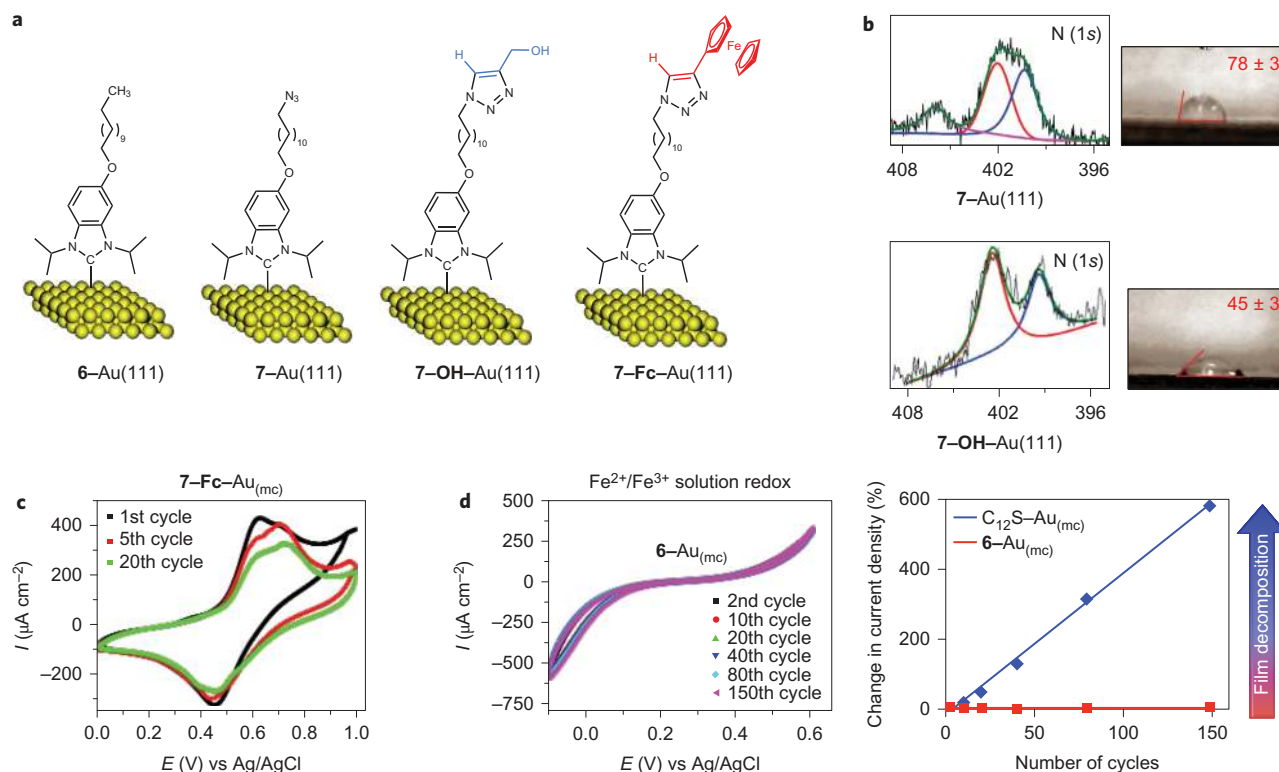 a
CH3
9
O
N
N
C
6–Au(111)
N3
10
O
N
N
C
7–Au(111)
OH
H
N
N
N
10
O
N
N
C
7–OH–Au(111)
Fe
H
N
N
N
10
O
N
N
C
7–Fc–Au(111)
b
N (1s)
408 402 396
7–Au(111)
78 ± 3
N (1s)
408 402 396
7–OH–Au(111)
45 ± 3
c
7–Fc–Au(mc)
1st cycle
5th cycle
20th cycle
400
200
0
–200
I (µA cm–2)
0.0 0.2 0.4 0.6 0.8 1.0
E (V) vs Ag/AgCl
d
Fe2+/Fe3+ solution redox
6–Au(mc)
500
250
0
–250
–500
–750
I (µA cm–2)
2nd cycle
10th cycle
20th cycle
40th cycle
80th cycle
150th cycle
0.0 0.2 0.4 0.6
E (V) vs Ag/AgCl
C12S–Au(mc)
6–Au(mc)
600
400
200
0
Change in current density (%)
0 50 100 150
Number of cycles
Film decomposition